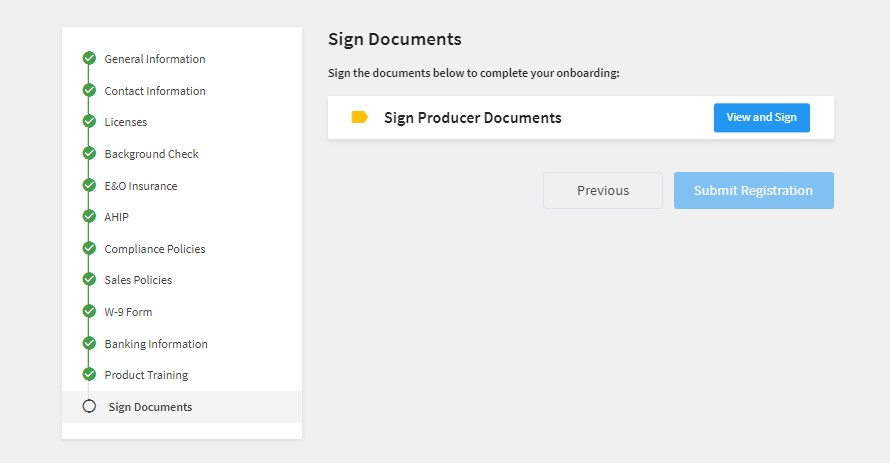 General Information
Contact Information
Licenses
Background Check
E&O Insurance
AHIP
Compliance Policies
Sales Policies
W-9 Form
Banking Information
Product Training
Sign Documents
Sign Documents
Sign the documents below to complete your onboarding:
Sign Producer Documents
View and Sign
Previous
Submit Registration